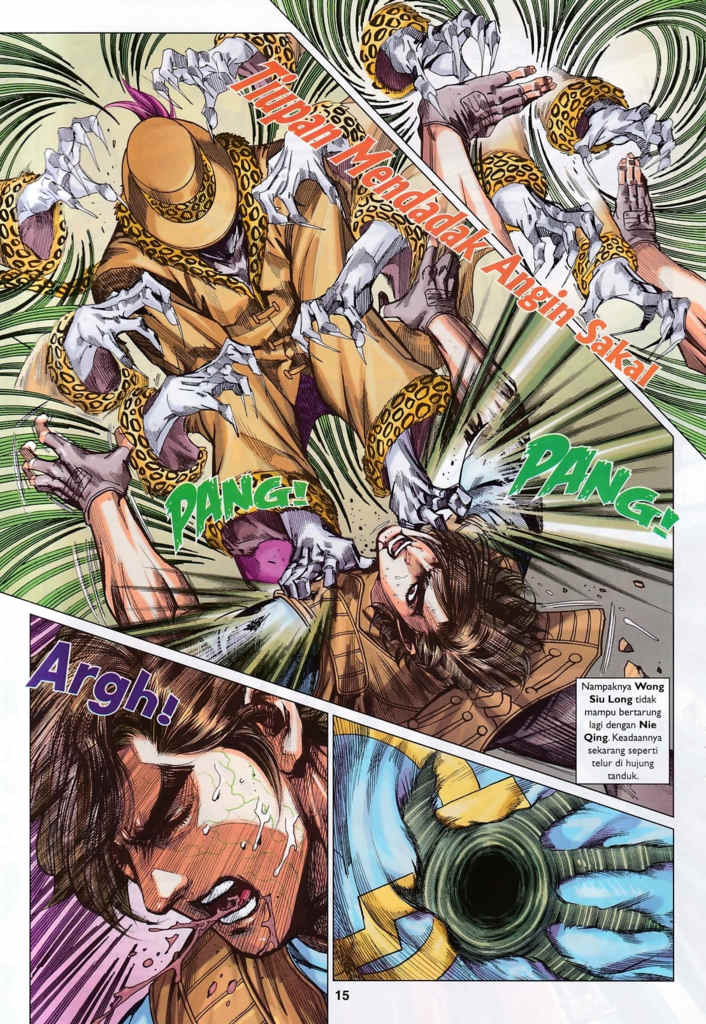 Tiupan Mendadak Angin Sakal
PANG!
PANG!
Nampaknya Wong
Siu Long tidak
mampu bertarung
lagi dengan Nie
Qing. Keadaannya
sekarang seperti
telur di hujung
tanduk.
Argh!
15